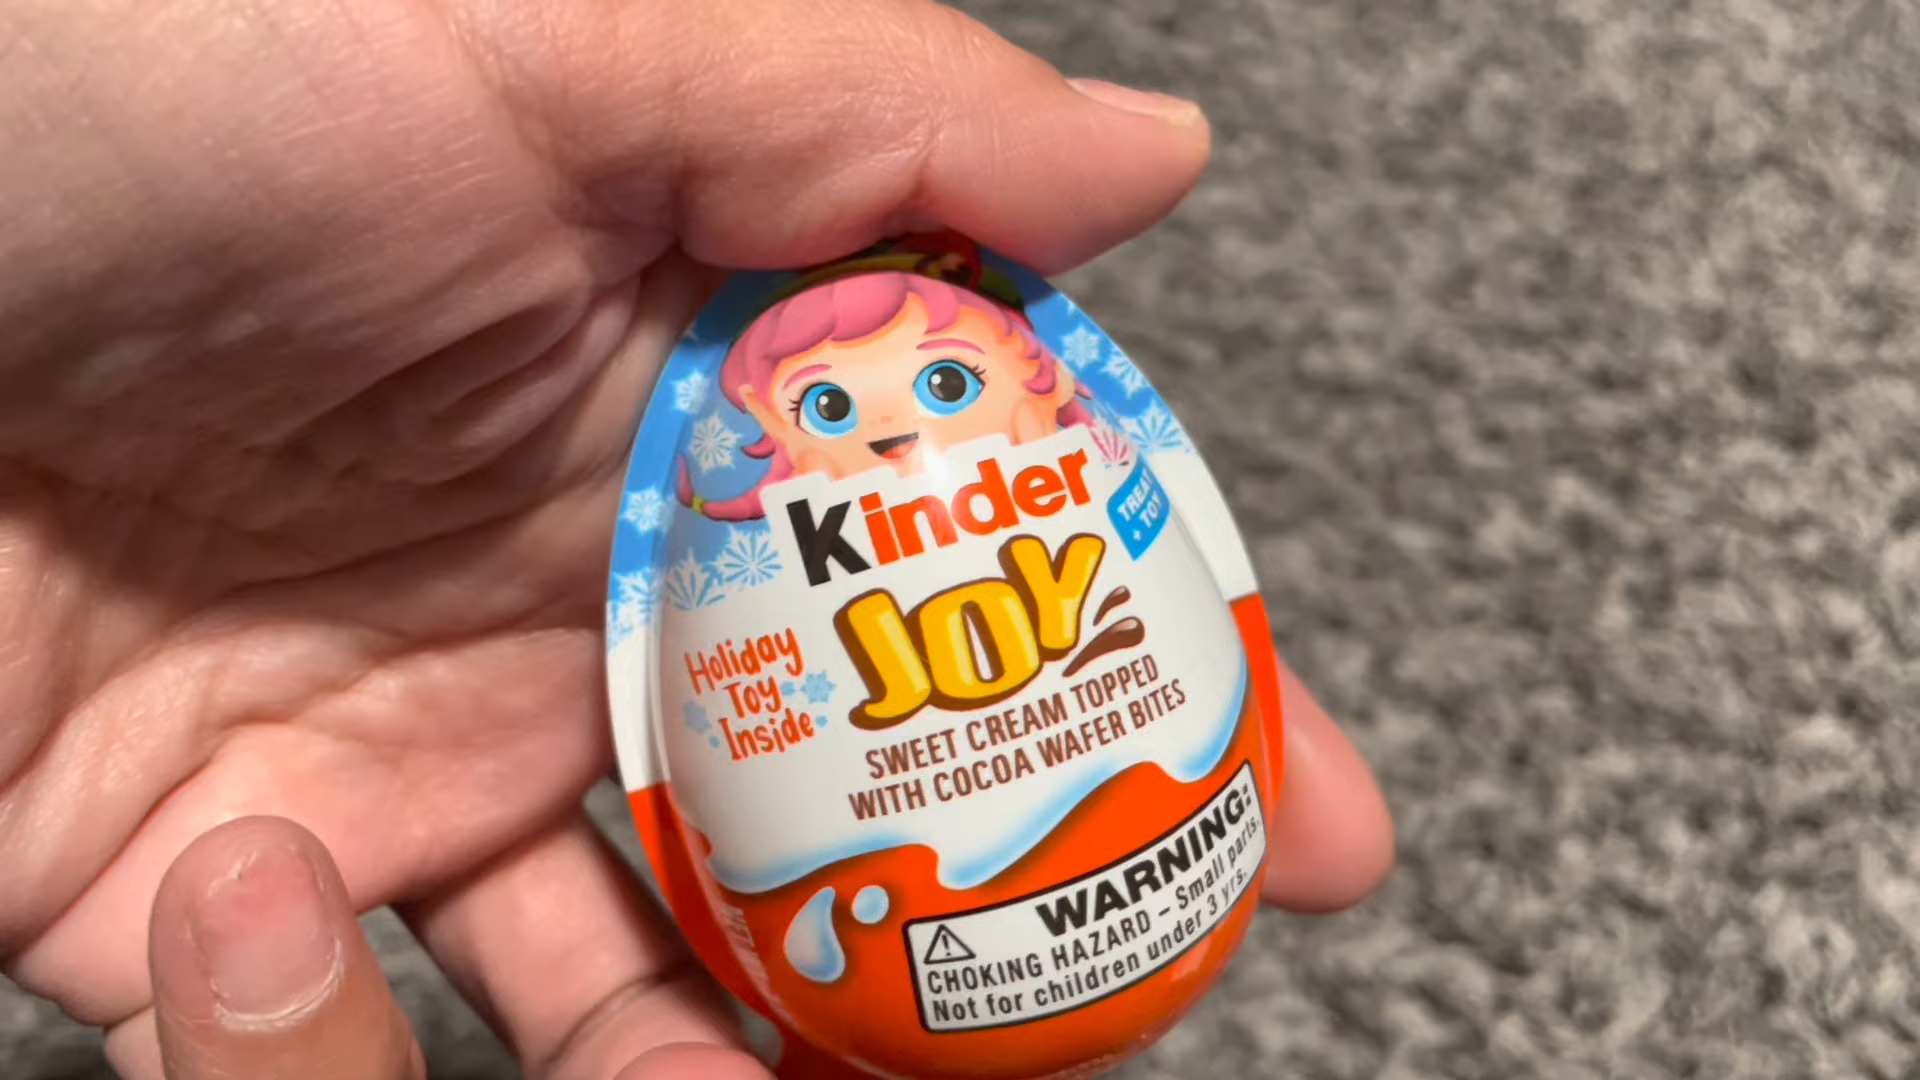 kinder
JOY
TREAT
+ TOY
Holiday
Toy
Inside
SWEET CREAM TOPPED
WITH COCOA WAFER BITES
WARNING:
CHOKING HAZARD – Small parts.
Not for children under 3 yrs.